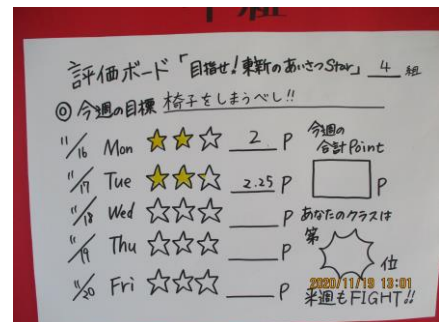 評価ボード「目指せ！東新のあいさつStar」 4 組
◎今週の目標 椅子をしまうべし!!
11/16 Mon ★★☆ 2 P
11/17 Tue ★★☆ 2.25 P
11/18 Wed ☆☆☆ P
11/19 Thu ☆☆☆ P
11/20 Fri ☆☆☆ P
今週の
合計Point
P
あなたのクラスは
第 位
2020/11/19 13:01
来週もFIGHT!!